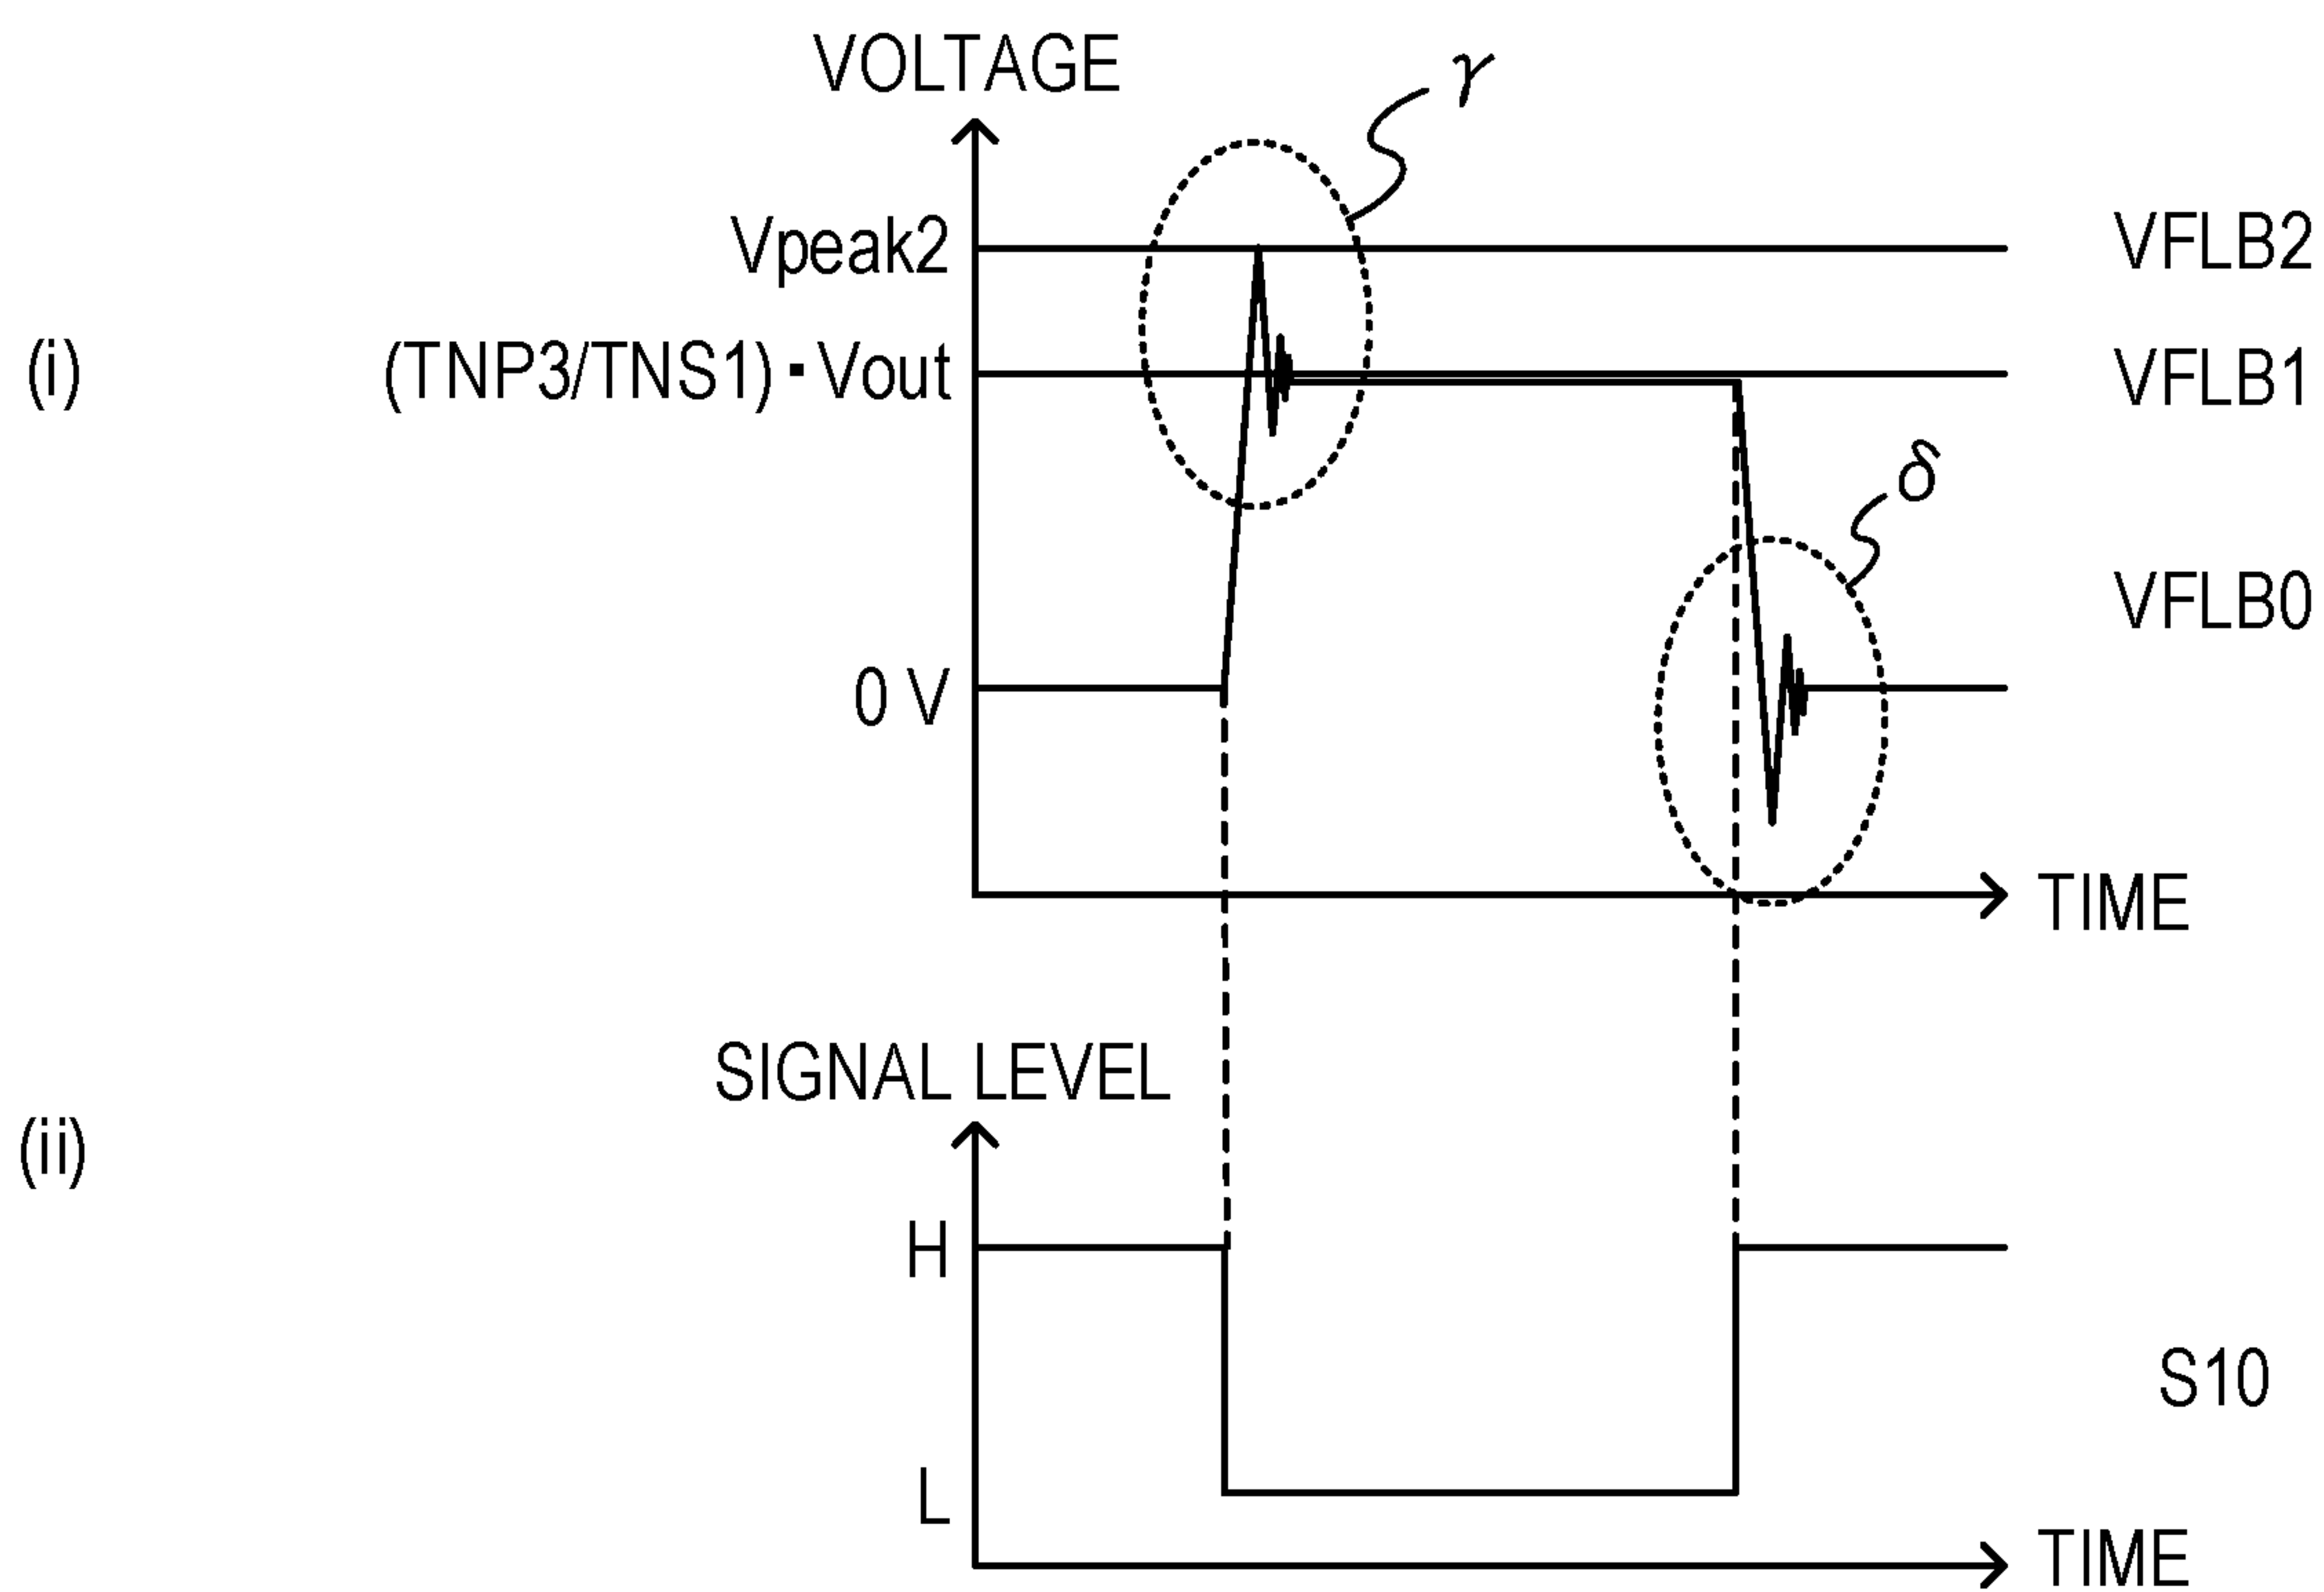 VOLTAGE
γ
Vpeak2
VFLB2
(i)
(TNP3/TNS1)▪Vout
VFLB1
δ
VFLB0
0 V
TIME
SIGNAL LEVEL
(ii)
H
S10
L
TIME